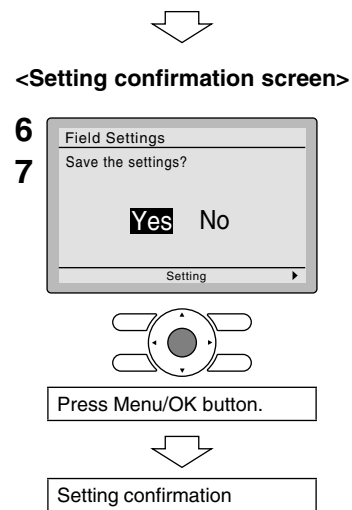 <Setting confirmation screen>
6
7
Field Settings
Save the settings?
Yes No
Setting
Press Menu/OK button.
Setting confirmation